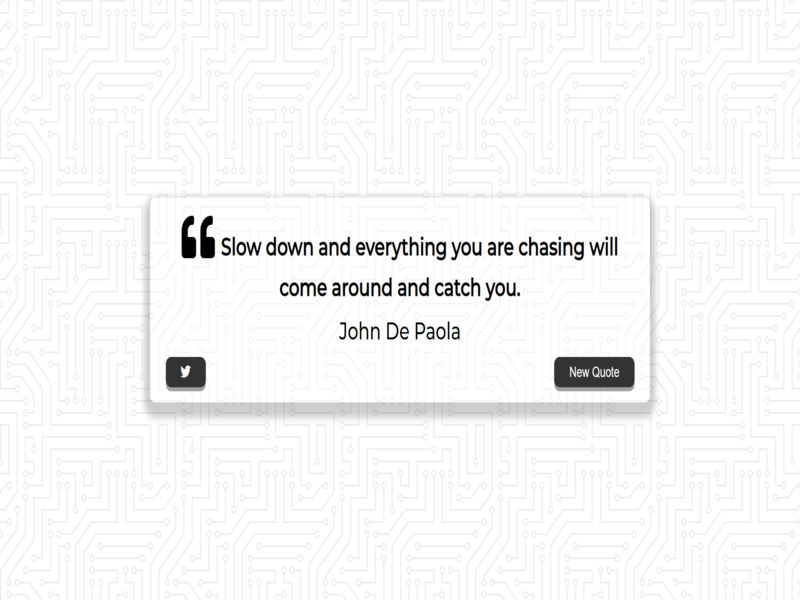 Slow down and everything you are chasing will
come around and catch you.
John De Paola
New Quote